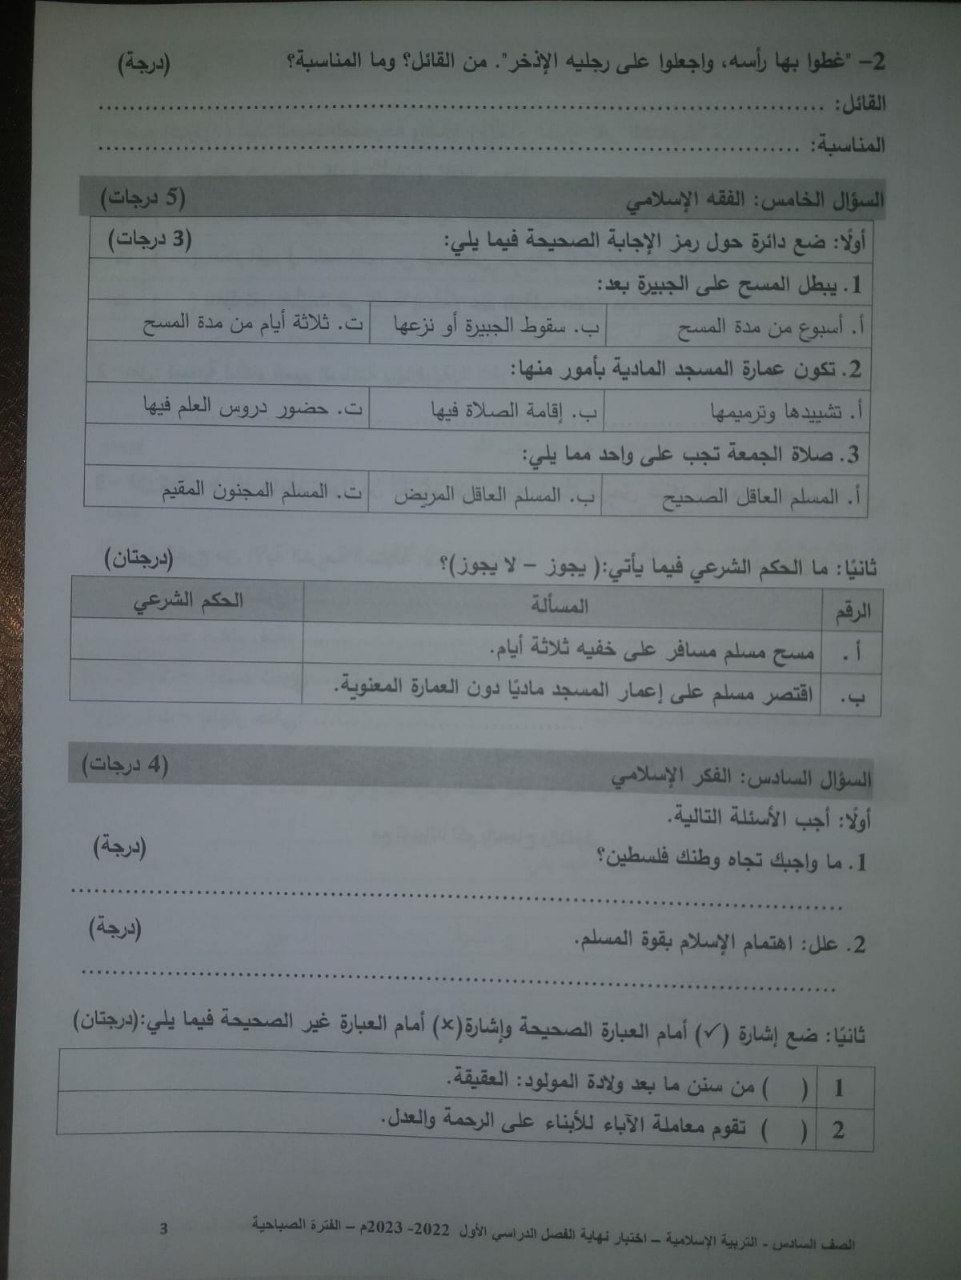 2- "غطوا بها رأسه، واجعلوا على رجليه الإذخر". من القائل؟ وما المناسبة؟ (درجة)
القائل: ................................................
المناسبة: ................................................
السؤال الخامس: الفقه الإسلامي (5 درجات)
أولًا: ضع دائرة حول رمز الإجابة الصحيحة فيما يلي: (3 درجات)
1. يبطل المسح على الجبيرة بعد:
أ. أسبوع من مدة المسح ب. سقوط الجبيرة أو نزعها ت. ثلاثة أيام من مدة المسح
2. تكون عمارة المسجد المادية بأمور منها:
أ. تشييدها وترميمها ب. إقامة الصلاة فيها ت. حضور دروس العلم فيها
3. صلاة الجمعة تجب على واحد مما يلي:
أ. المسلم العاقل الصحيح ب. المسلم العاقل المريض ت. المسلم المجنون المقيم
ثانيًا: ما الحكم الشرعي فيما يأتي:( يجوز – لا يجوز)؟ (درجتان)
الرقم المسألة الحكم الشرعي
أ. مسح مسلم مسافر على خفيه ثلاثة أيام.
ب. اقتصر مسلم على إعمار المسجد ماديًا دون العمارة المعنوية.
السؤال السادس: الفكر الإسلامي (4 درجات)
أولًا: أجب الأسئلة التالية.
1. ما واجبك تجاه وطنك فلسطين؟ (درجة)
................................................
2. علل: اهتمام الإسلام بقوة المسلم. (درجة)
................................................
ثانيًا: ضع إشارة (✓) أمام العبارة الصحيحة وإشارة(×) أمام العبارة غير الصحيحة فيما يلي:(درجتان)
1 ( ) من سنن ما بعد ولادة المولود: العقيقة.
2 ( ) تقوم معاملة الآباء للأبناء على الرحمة والعدل.
الصف السادس - التربية الإسلامية – اختبار نهاية الفصل الدراسي الأول 2022- 2023م – الفترة الصباحية 3